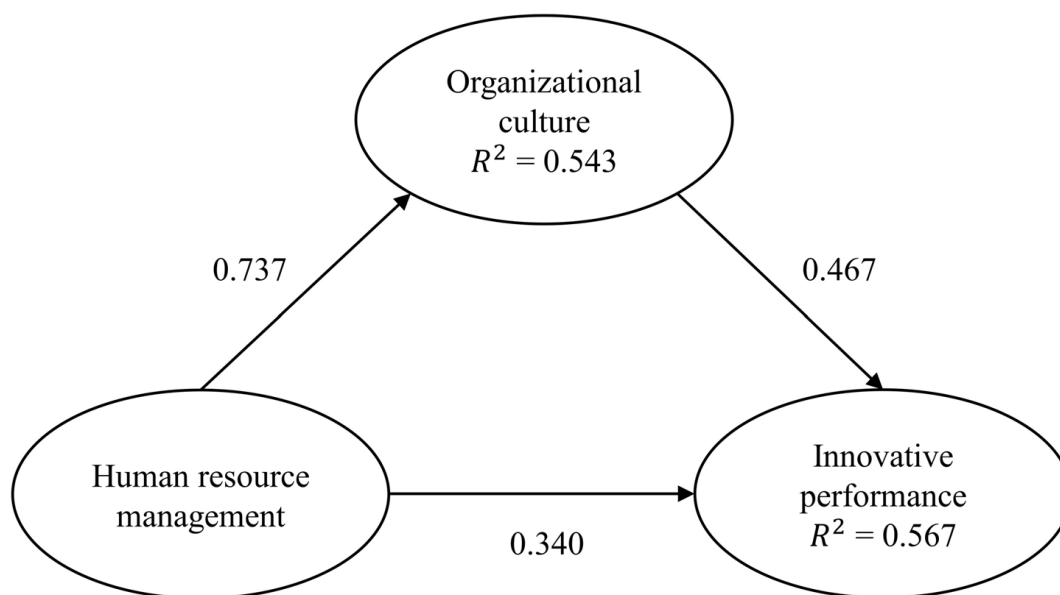 Organizational
culture
R² = 0.543
0.737
0.467
Human resource
management
0.340
Innovative
performance
R² = 0.567